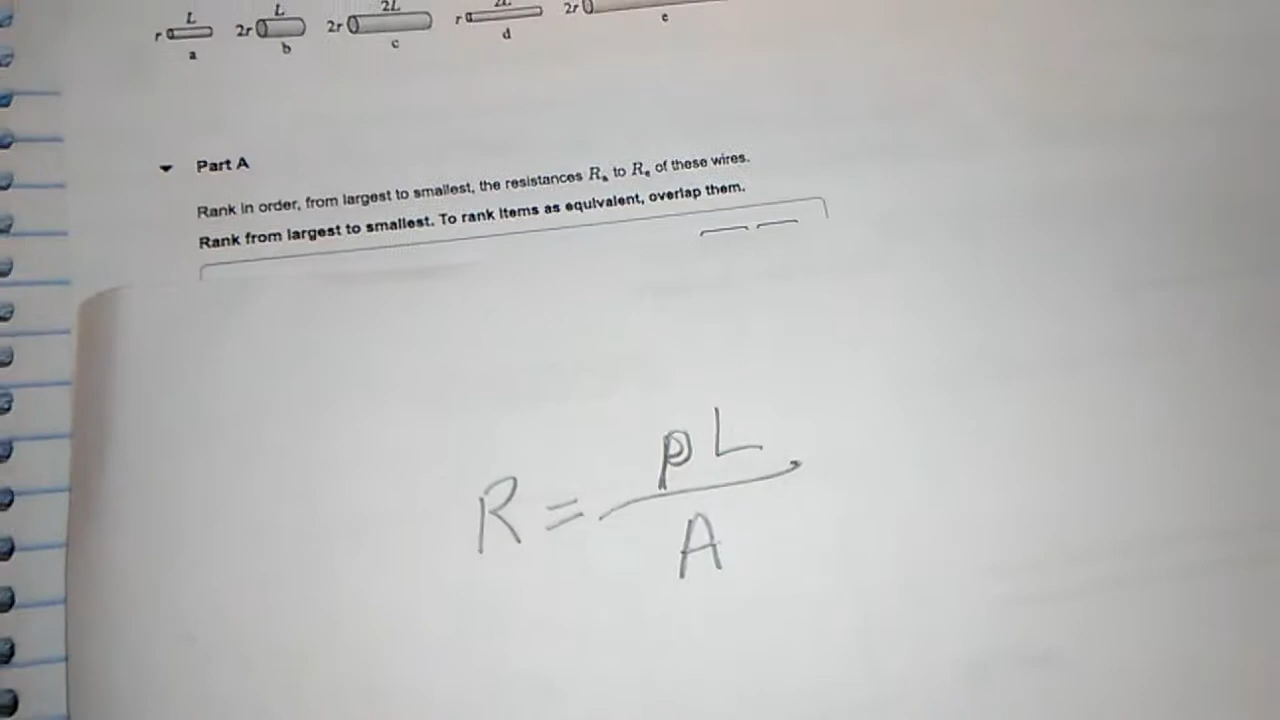 L L 2L 2L
r 2r 2r r 2r
a b c d e
Part A
Rank in order, from largest to smallest, the resistances Ra to Re of these wires.
Rank from largest to smallest. To rank items as equivalent, overlap them.
R = ρL
A